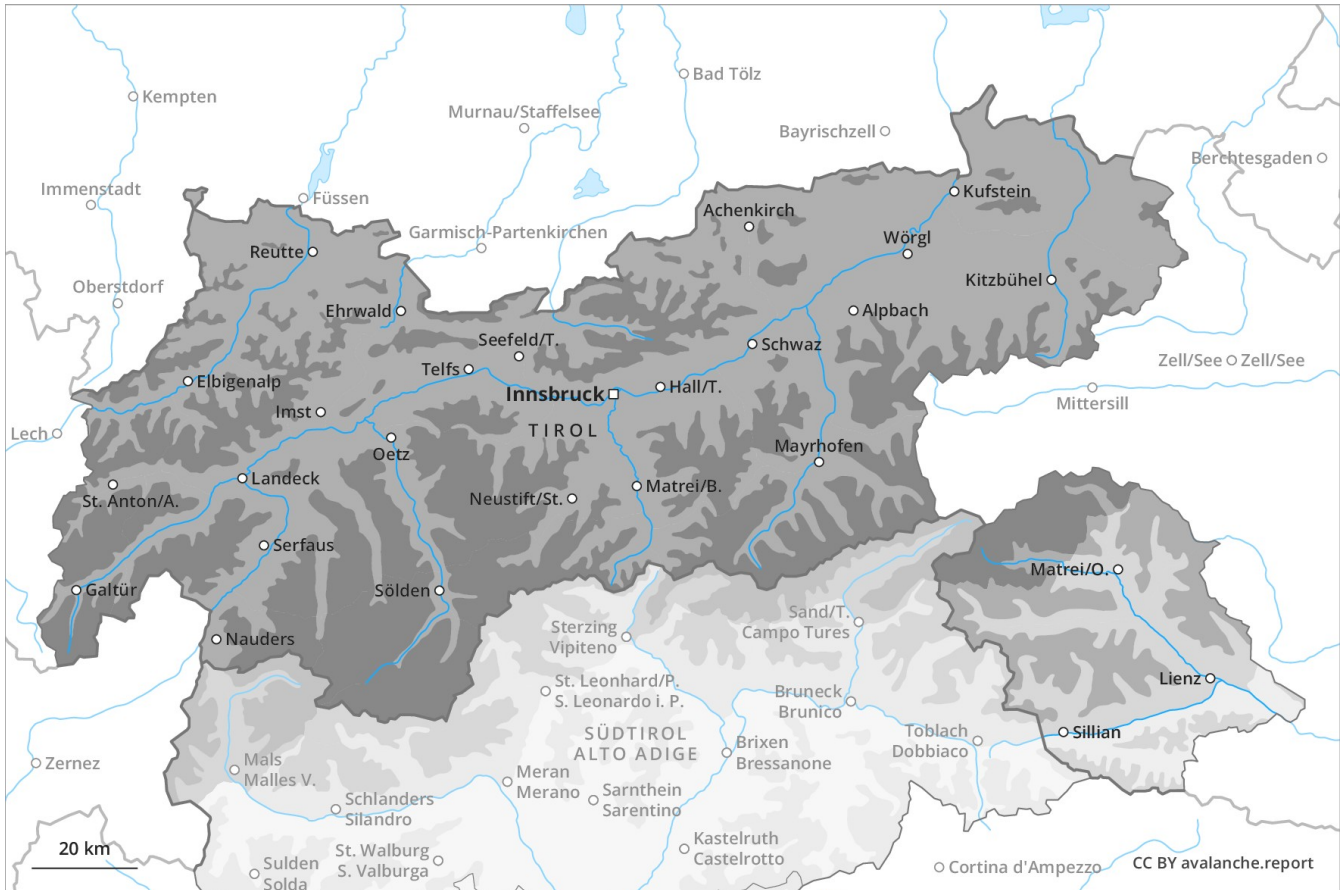 Kempten
Bad Tölz
Murnau/Staffelsee
Bayrischzell
Berchtesgaden
Immenstadt
Füssen
Kufstein
Achenkirch
Garmisch-Partenkirchen
Wörgl
Reutte
Oberstdorf
Kitzbühel
Ehrwald
Alpbach
Seefeld/T.
Schwaz
Telfs
Zell/See
Zell/See
Elbigenalp
Innsbruck
Hall/T.
Mittersill
Imst
Lech
TIROL
Oetz
Mayrhofen
Landeck
St. Anton/A.
Neustift/St.
Matrei/B.
Serfaus
Matrei/O.
Galtür
Sölden
Nauders
Sterzing
Vipiteno
Sand/T.
Campo Tures
Lienz
St. Leonhard/P.
S. Leonardo i. P.
Bruneck
Brunico
SÜDTIROL
ALTO ADIGE
Toblach
Dobbiaco
Sillian
Brixen
Bressanone
Zernez
Mals
Malles V.
Meran
Merano
Sarnthein
Sarentino
Schlanders
Silandro
20 km
St. Walburg
S. Valburga
Kastelruth
Castelrotto
Sulden
Solda
Cortina d'Ampezzo
CC BY avalanche.report